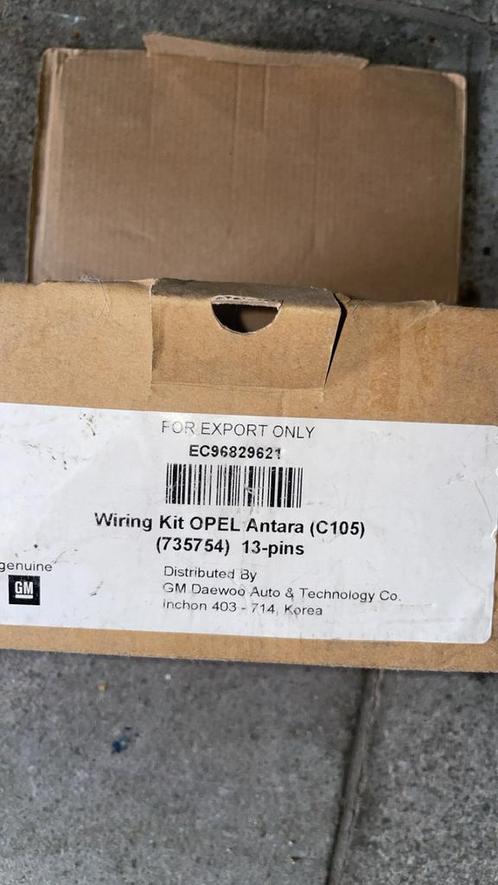 FOR EXPORT ONLY
EC96829621
Wiring Kit OPEL Antara (C105)
(735754) 13-pins
genuine
GM
Distributed By
GM Daewoo Auto & Technology Co.
Inchon 403 - 714, Korea